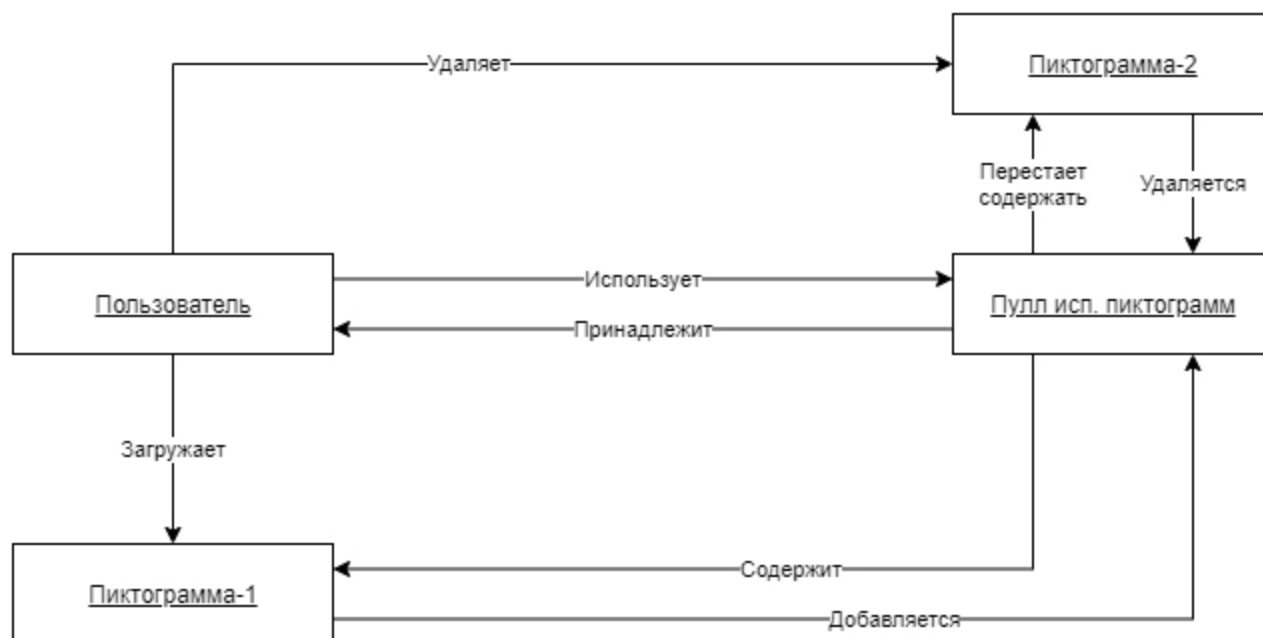 Удаляет
Пиктограмма-2
Перестает
содержать
Удаляется
Пользователь
Использует
Принадлежит
Пулл исп. пиктограмм
Загружает
Содержит
Пиктограмма-1
Добавляется